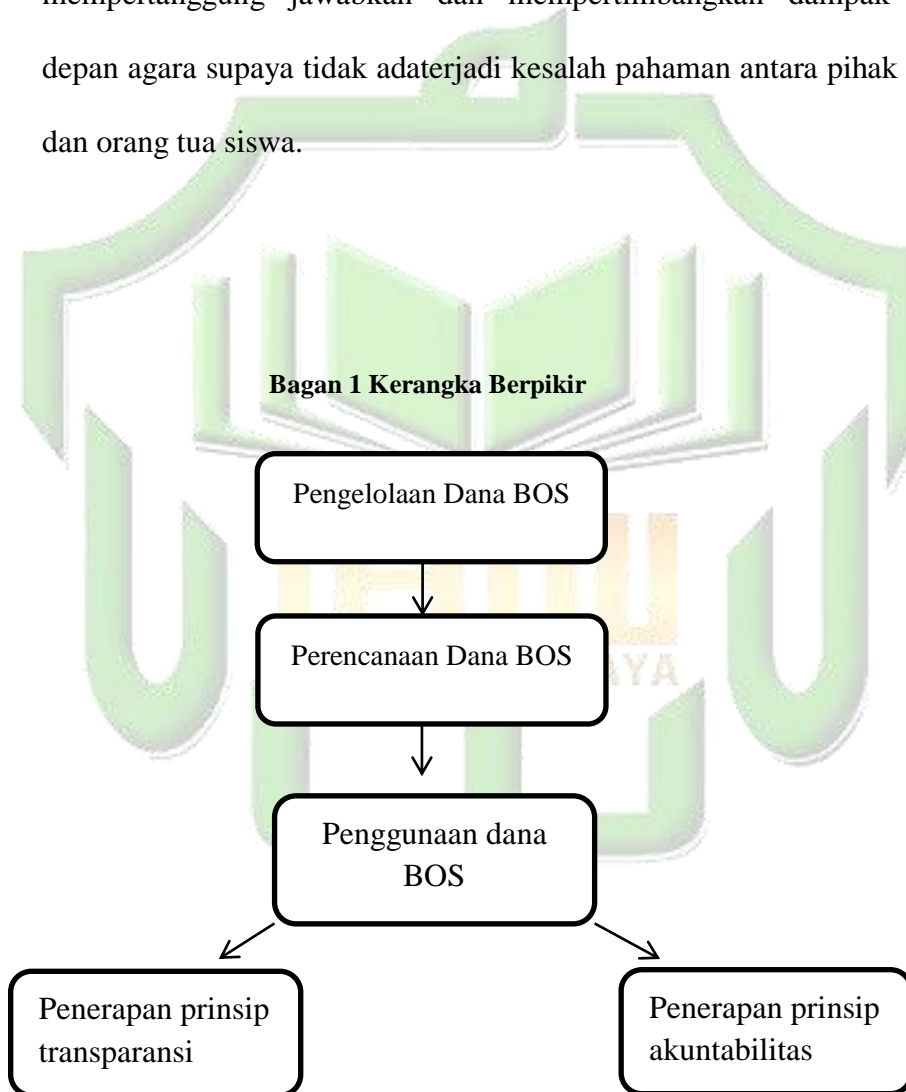 mempertanggung jawabkan dan mempertimbangkan dampak
depan agara supaya tidak adaterjadi kesalah pahaman antara pihak
dan orang tua siswa.
Bagan 1 Kerangka Berpikir
Pengelolaan Dana BOS
Perencanaan Dana BOS
Penggunaan dana
BOS
Penerapan prinsip
transparansi
Penerapan prinsip
akuntabilitas